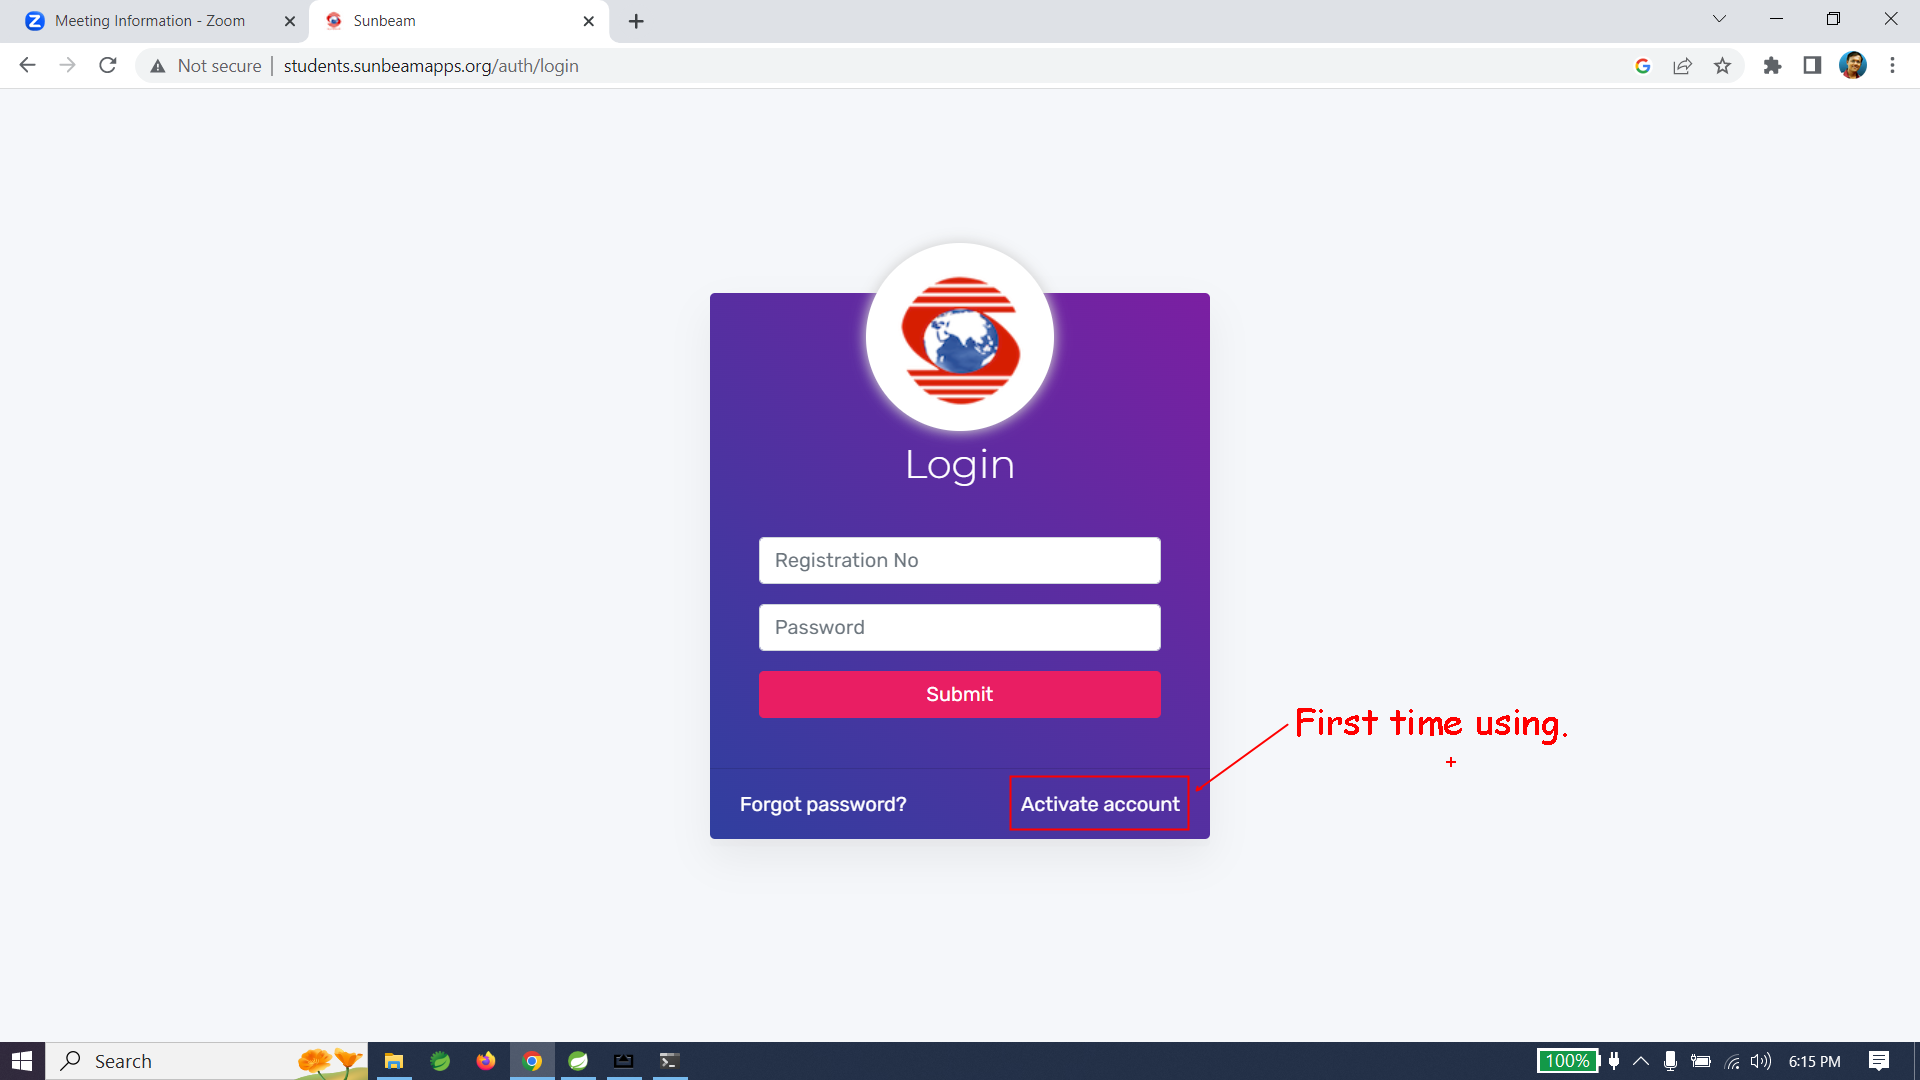 Meeting Information - Zoom
Sunbeam
Not secure
students.sunbeamapps.org/auth/login
Login
Registration No
Password
Submit
First time using.
Forgot password?
Activate account
Search
100%
6:15 PM